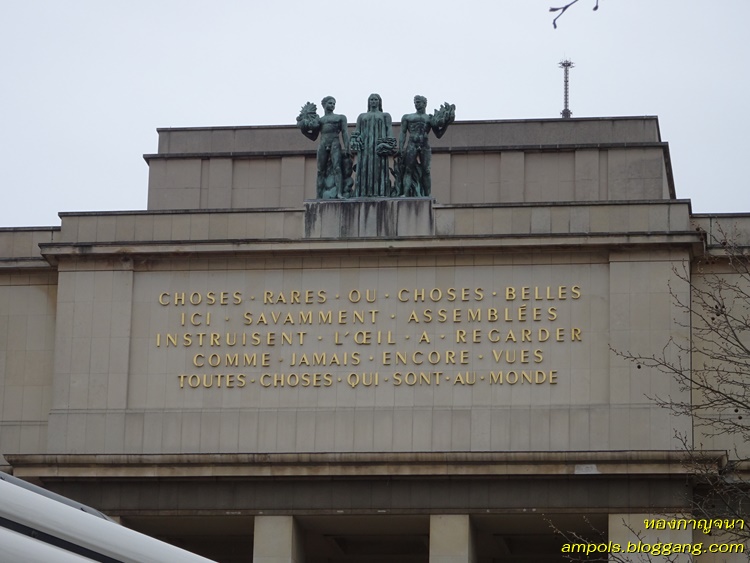 CHOSES · RARES · OU · CHOSES · BELLES
ICI · SAVAMMENT · ASSEMBLÉES
INSTRUISENT · L'ŒIL · A · REGARDER
COMME · JAMAIS · ENCORE · VUES
TOUTES · CHOSES · QUI · SONT · AU · MONDE
ทองกาญจนา
ampols.bloggang.com